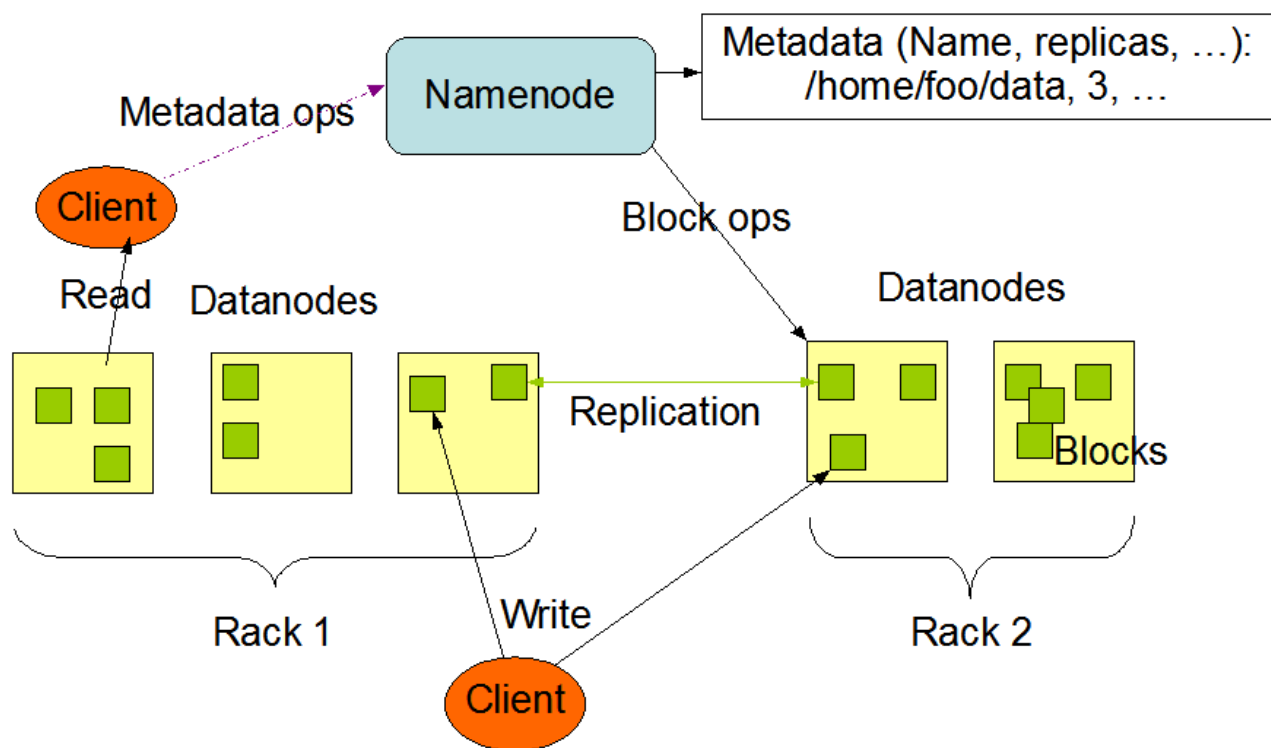 Metadata (Name, replicas, …):
/home/foo/data, 3, …
Namenode
Metadata ops
Client
Block ops
Read
Datanodes
Datanodes
Replication
Blocks
Rack 1
Write
Rack 2
Client